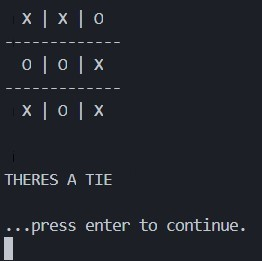 X | X | O
-------------
O | O | X
-------------
X | O | X
THERES A TIE
...press enter to continue.